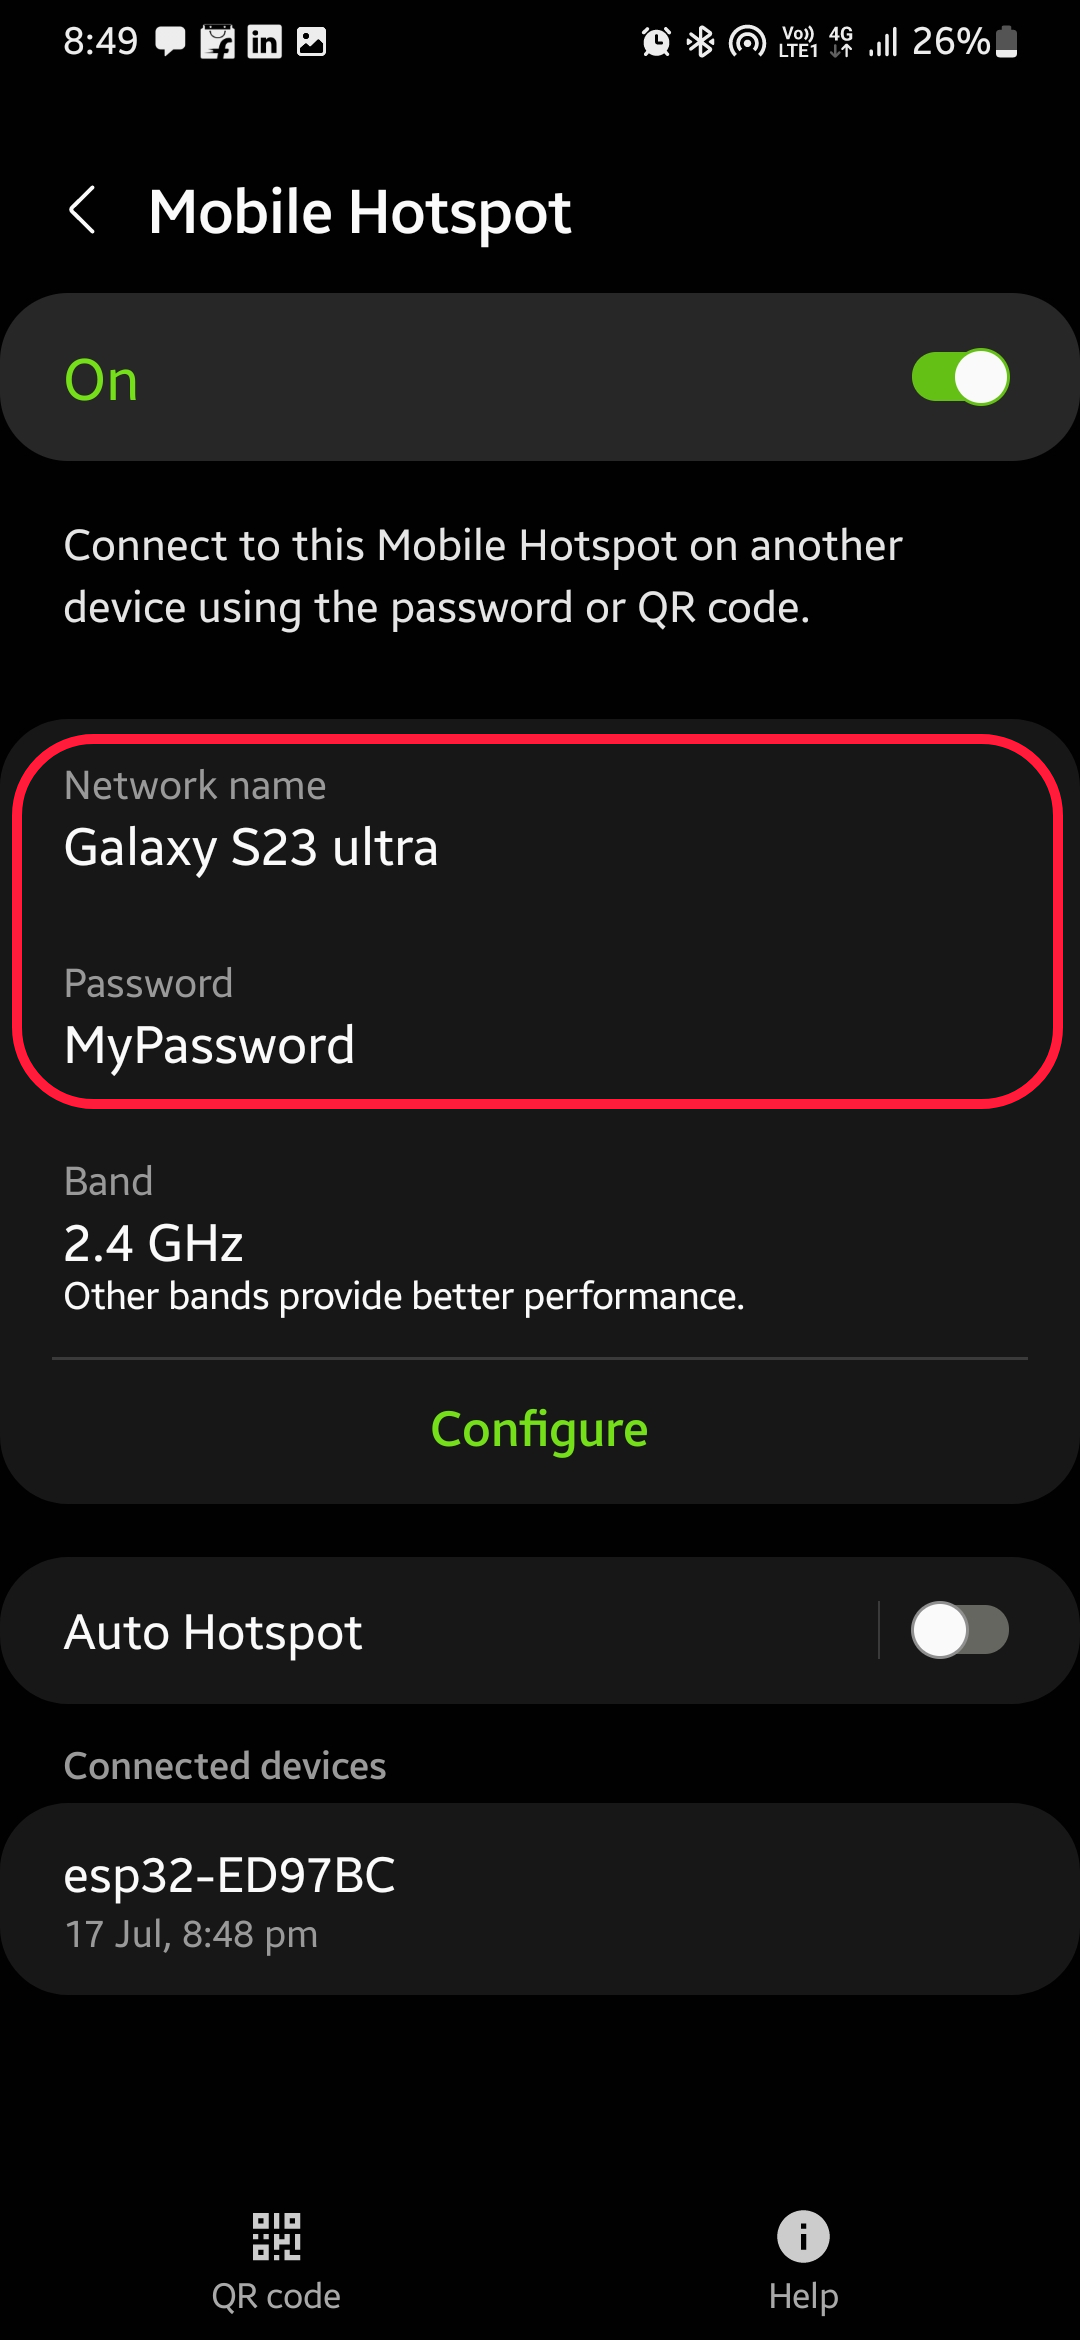 8:49
Vo)) LTE1 4G 26%
Mobile Hotspot
On
Connect to this Mobile Hotspot on another
device using the password or QR code.
Network name
Galaxy S23 ultra
Password
MyPassword
Band
2.4 GHz
Other bands provide better performance.
Configure
Auto Hotspot
Connected devices
esp32-ED97BC
17 Jul, 8:48 pm
QR code
Help